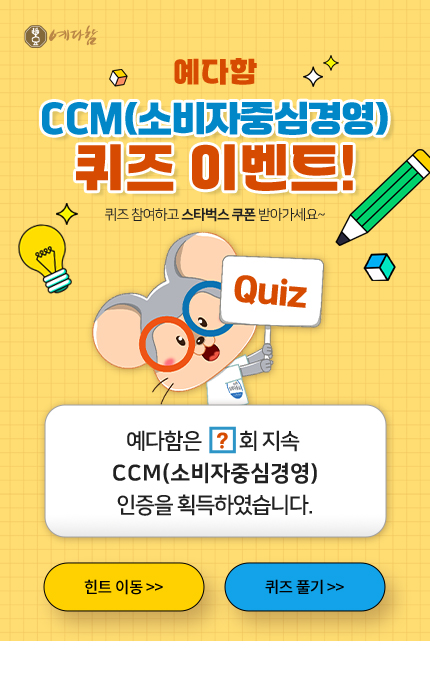 예다함
예다함
CCM(소비자중심경영)
퀴즈 이벤트!
퀴즈 참여하고 스타벅스 쿠폰 받아가세요~
Quiz
예다함은 ? 회 지속
CCM(소비자중심경영)
인증을 획득하였습니다.
힌트 이동 >>
퀴즈 풀기 >>